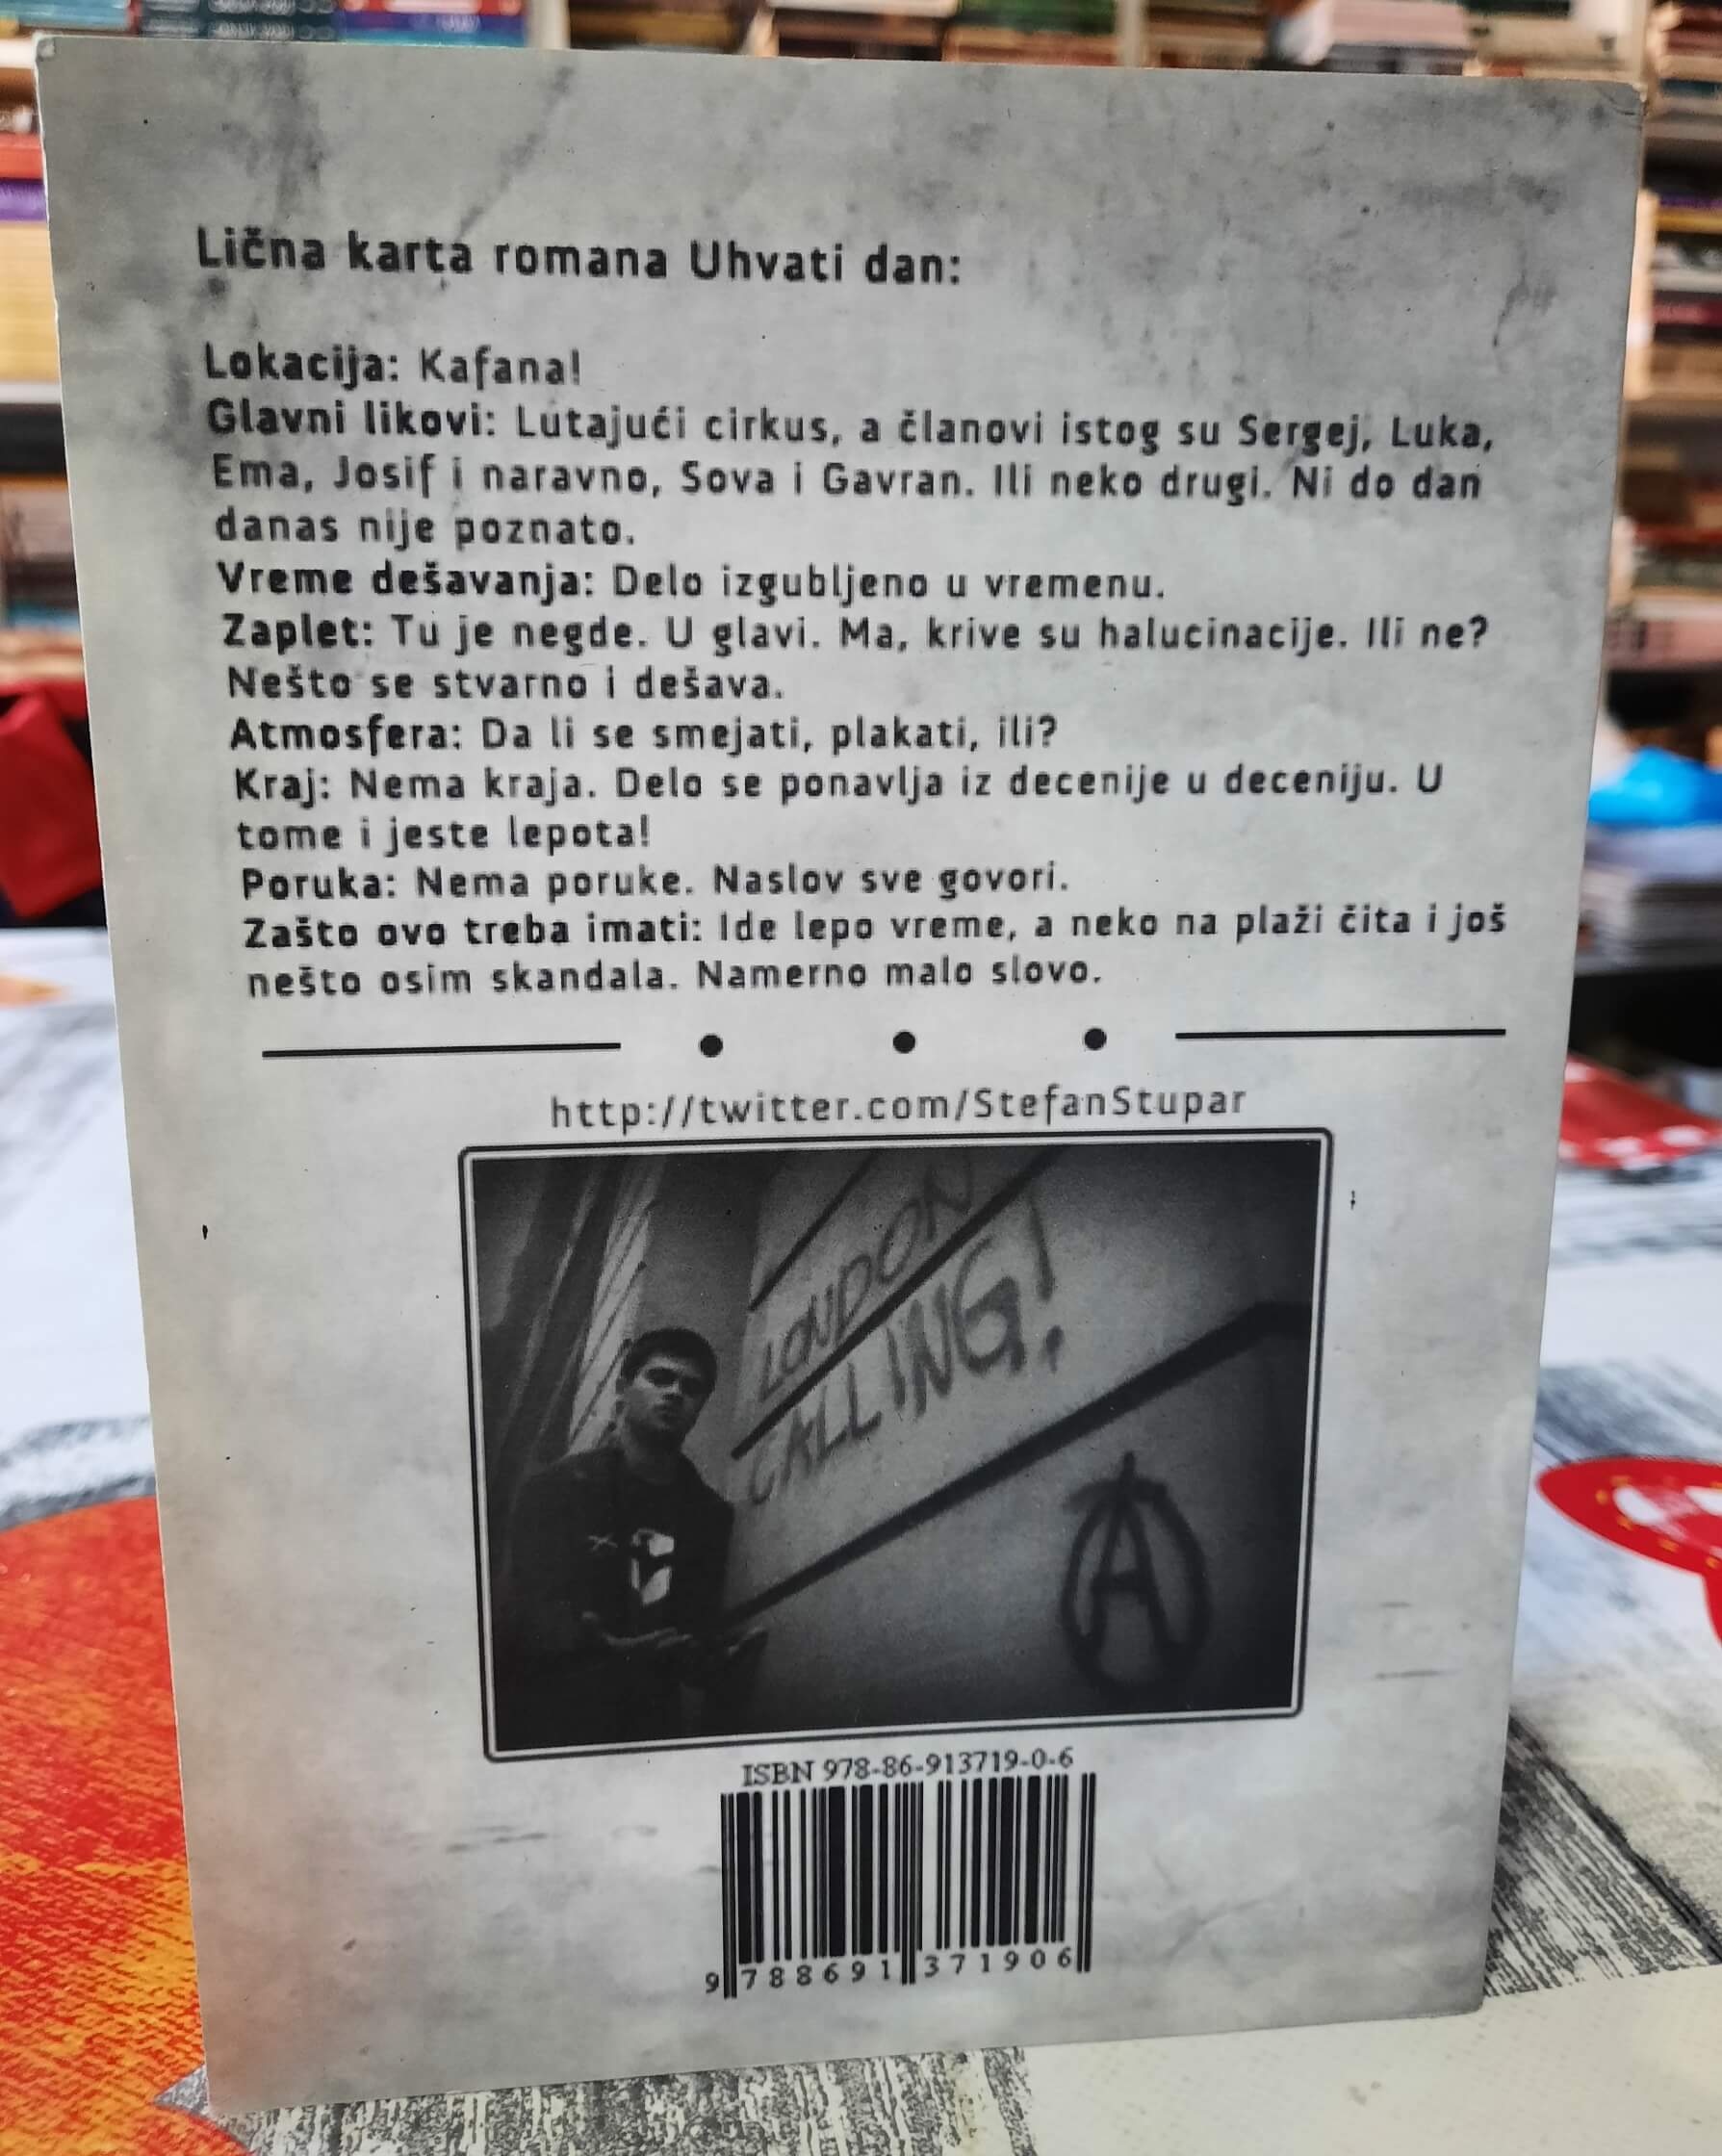 Lična karta romana Uhvati dan:
Lokacija: Kafana!
Glavni likovi: Lutajući cirkus, a članovi istog su Sergej, Luka,
Ema, Josif i naravno, Sova i Gavran. Ili neko drugi. Ni do dan
danas nije poznato.
Vreme dešavanja: Delo izgubljeno u vremenu.
Zaplet: Tu je negde. U glavi. Ma, krive su halucinacije. Ili ne?
Nešto se stvarno i dešava.
Atmosfera: Da li se smejati, plakati, ili?
Kraj: Nema kraja. Delo se ponavlja iz decenije u deceniju. U
tome i jeste lepota!
Poruka: Nema poruke. Naslov sve govori.
Zašto ovo treba imati: Ide lepo vreme, a neko na plaži čita i još
nešto osim skandala. Namerno malo slovo.
http://twitter.com/StefanStupar
LONDON
CALLING!
A
ISBN 978-86-913719-0-6
9 788691 371906